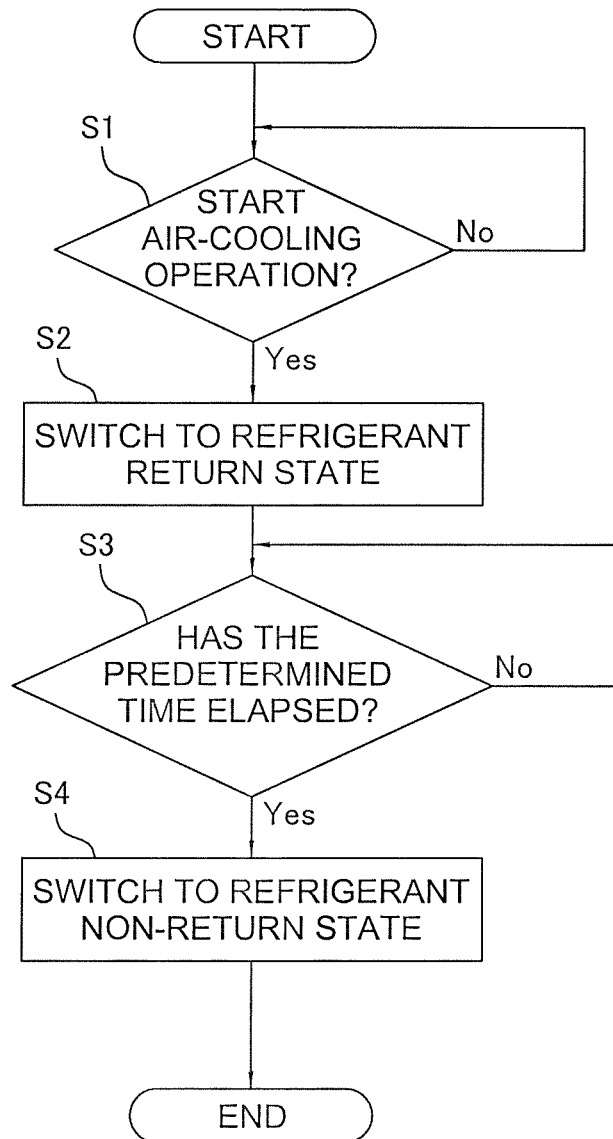 START
S1
START
AIR-COOLING
OPERATION?
No
Yes
S2
SWITCH TO REFRIGERANT
RETURN STATE
S3
HAS THE
PREDETERMINED
TIME ELAPSED?
No
Yes
S4
SWITCH TO REFRIGERANT
NON-RETURN STATE
END